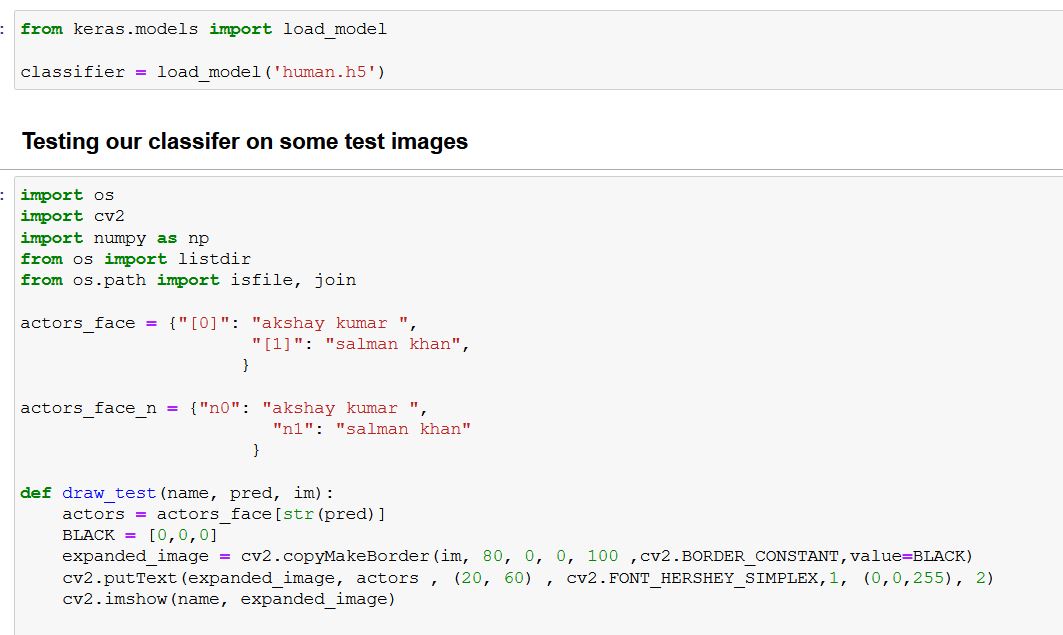 : from keras.models import load_model
classifier = load_model('human.h5')
Testing our classifer on some test images
: import os
import cv2
import numpy as np
from os import listdir
from os.path import isfile, join
actors_face = {"[0]": "akshay kumar ",
"[1]": "salman khan",
}
actors_face_n = {"n0": "akshay kumar ",
"n1": "salman khan"
}
def draw_test(name, pred, im):
actors = actors_face[str(pred)]
BLACK = [0,0,0]
expanded_image = cv2.copyMakeBorder(im, 80, 0, 0, 100 ,cv2.BORDER_CONSTANT,value=BLACK)
cv2.putText(expanded_image, actors , (20, 60) , cv2.FONT_HERSHEY_SIMPLEX,1, (0,0,255), 2)
cv2.imshow(name, expanded_image)